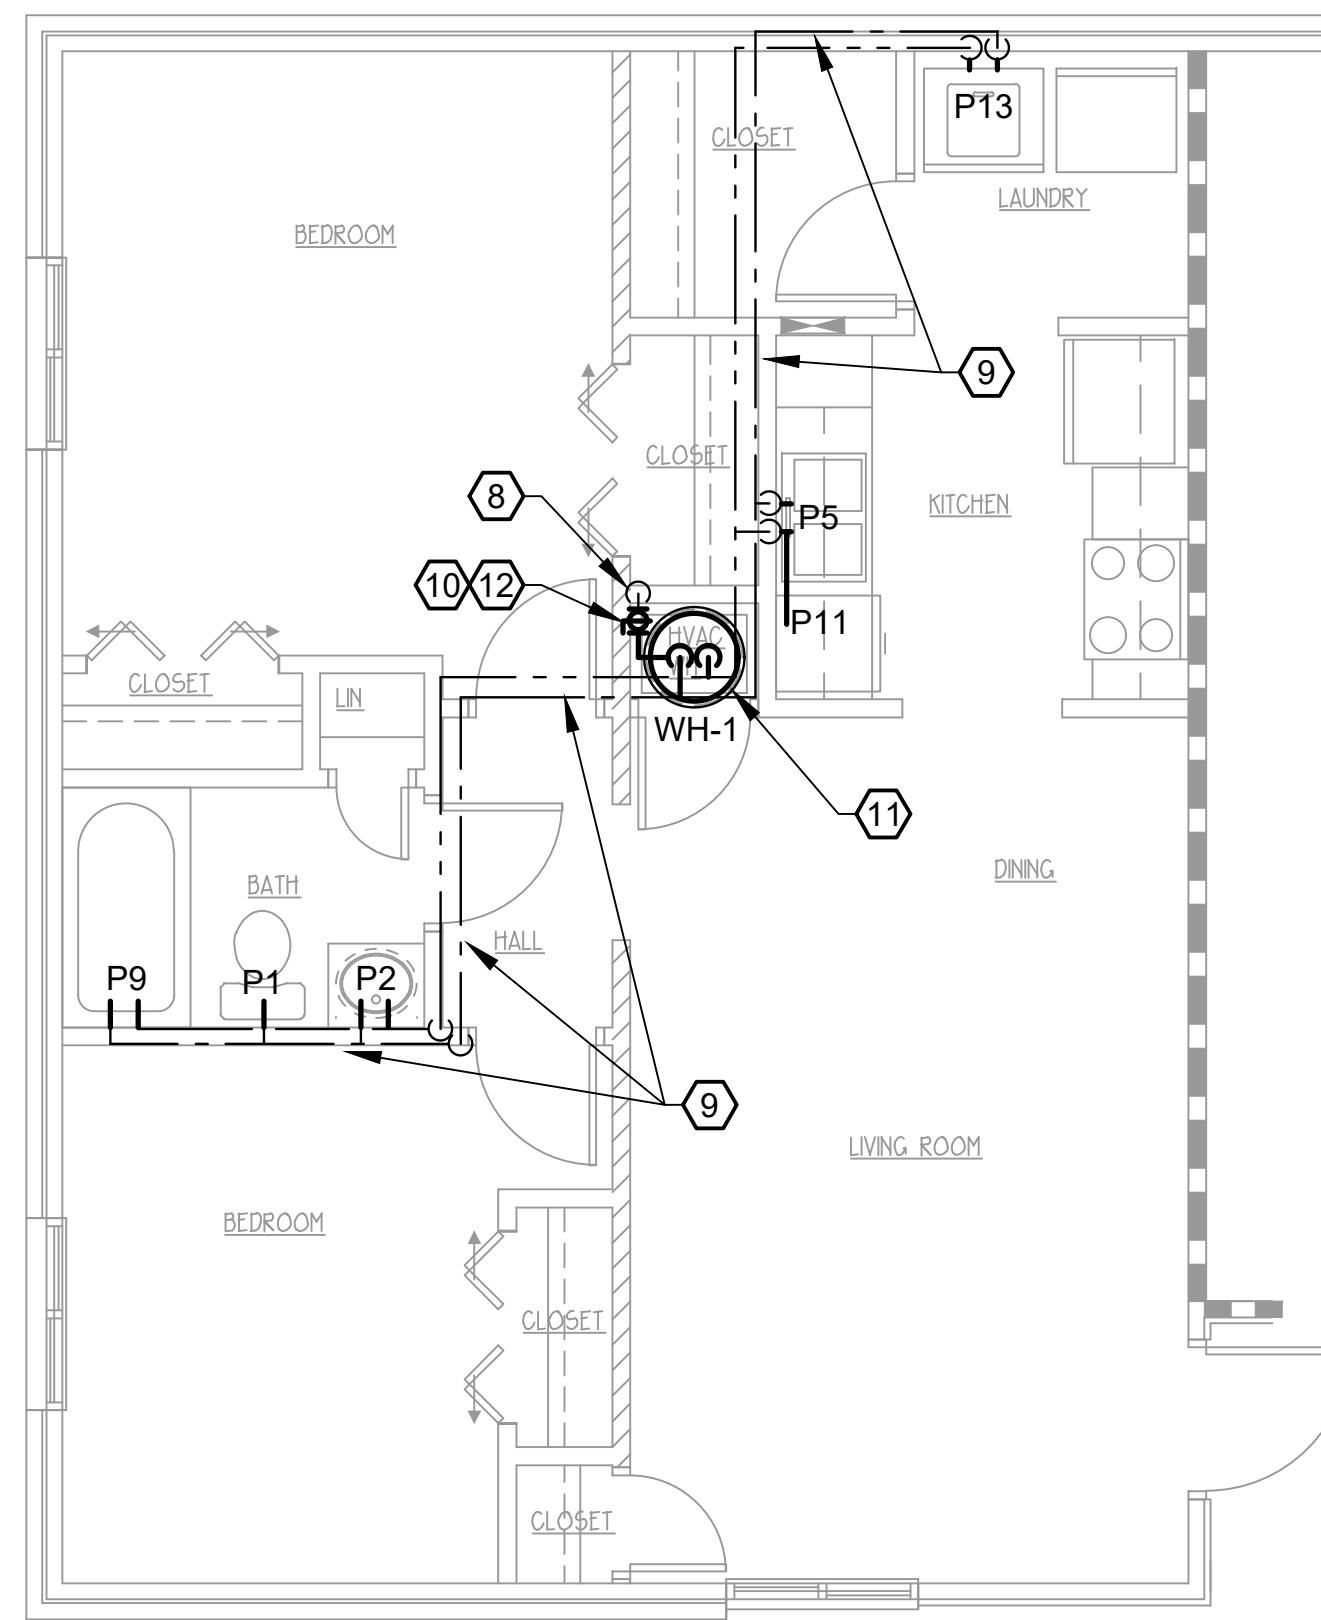 P13
CLOSET
LAUNDRY
BEDROOM
9
CLOSET
8
KITCHEN
P5
10 12
P11
HVAC
CLOSET
LIN
WH-1
11
DINING
BATH
HALL
P9
P1
P2
9
LIVING ROOM
BEDROOM
CLOSET
CLOSET